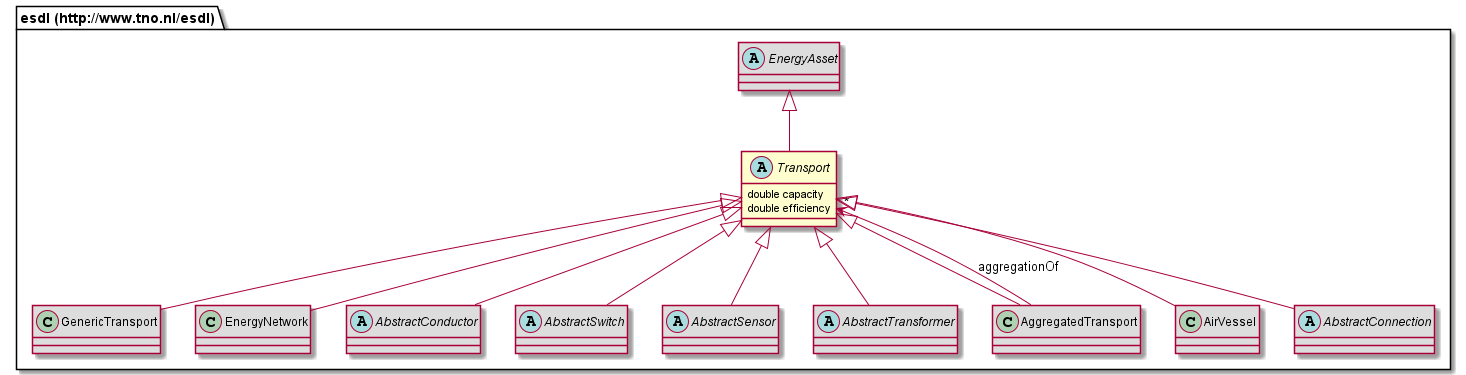 esdl (http://www.tno.nl/esdl)
A EnergyAsset
A Transport
double capacity
double efficiency
*
aggregationOf
C GenericTransport
C EnergyNetwork
A AbstractConductor
A AbstractSwitch
A AbstractSensor
A AbstractTransformer
C AggregatedTransport
C AirVessel
A AbstractConnection